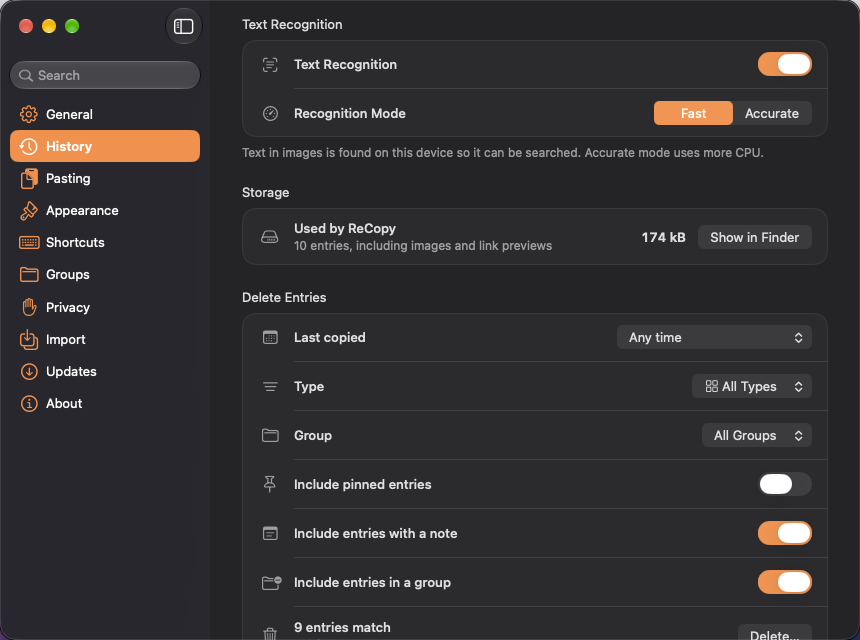 Search
General
History
Pasting
Appearance
Shortcuts
Groups
Privacy
Import
Updates
About
Text Recognition
Text Recognition
Recognition Mode
Fast
Accurate
Text in images is found on this device so it can be searched. Accurate mode uses more CPU.
Storage
Used by ReCopy
10 entries, including images and link previews
174 kB
Show in Finder
Delete Entries
Last copied
Any time
Type
All Types
Group
All Groups
Include pinned entries
Include entries with a note
Include entries in a group
9 entries match
Delete...